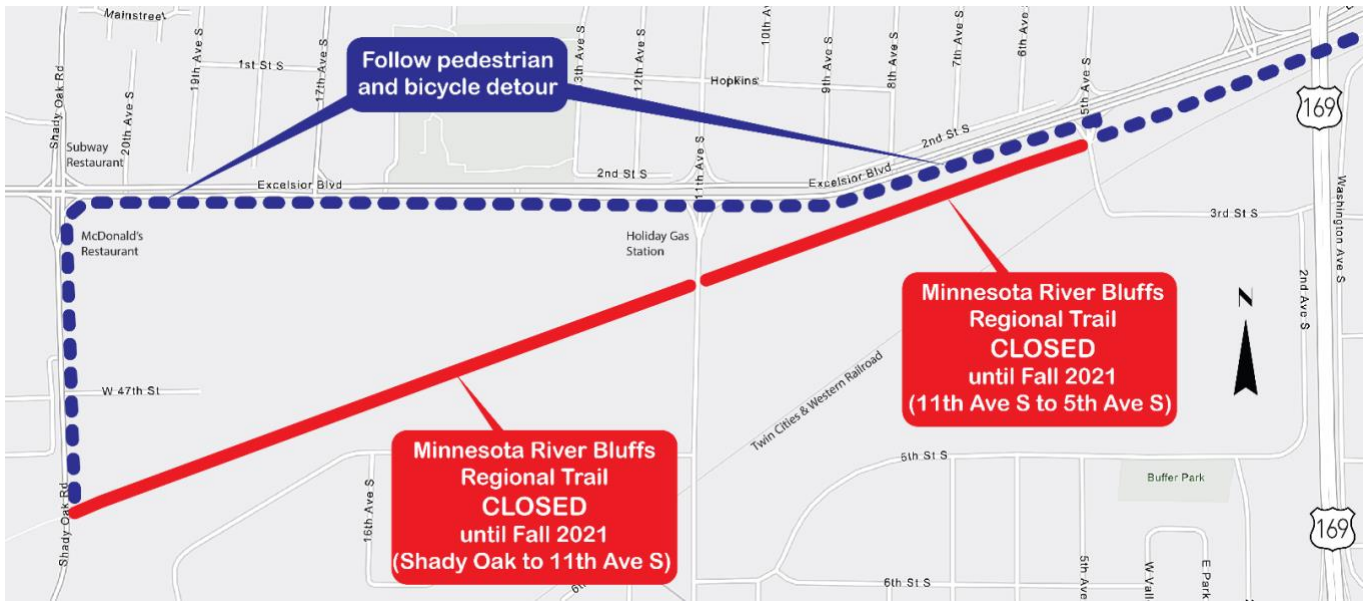 Mainstreet
Shady Oak Rd
20th Ave S
19th Ave S
1st St S
17th Ave S
Follow pedestrian
and bicycle detour
3th Ave S
12th Ave S
10th Ave
Hopkins
9th Ave S
8th Ave S
7th Ave S
6th Ave S
5th Ave S
169
Subway
Restaurant
2nd St S
2nd St S
11th Ave S
Excelsior Blvd
Excelsior Blvd
Washington Ave S
3rd St S
McDonald's
Restaurant
Holiday Gas
Station
2nd Ave S
N
Minnesota River Bluffs
Regional Trail
CLOSED
until Fall 2021
(11th Ave S to 5th Ave S)
W 47th St
Twin Cities & Western Railroad
Minnesota River Bluffs
Regional Trail
CLOSED
until Fall 2021
(Shady Oak to 11th Ave S)
Shady Oak Rd
16th Ave S
5th St S
Buffer Park
169
6th St S
5th Ave
W Vall
E Park